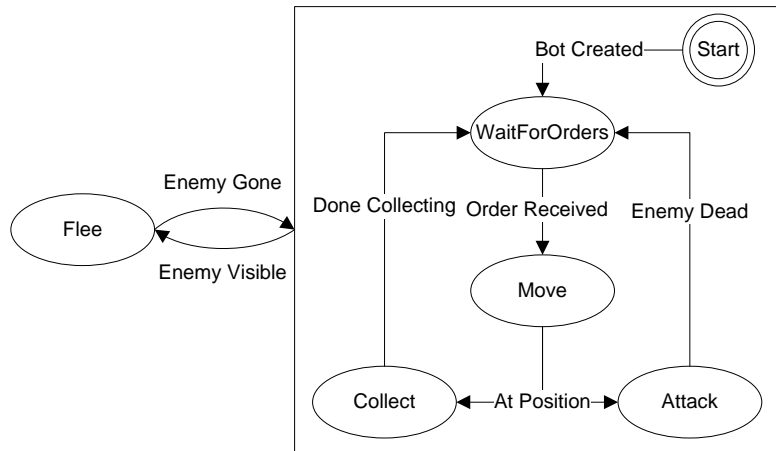 Start
Bot Created
WaitForOrders
Enemy Gone
Flee
Enemy Visible
Done Collecting
Order Received
Enemy Dead
Move
Collect
At Position
Attack